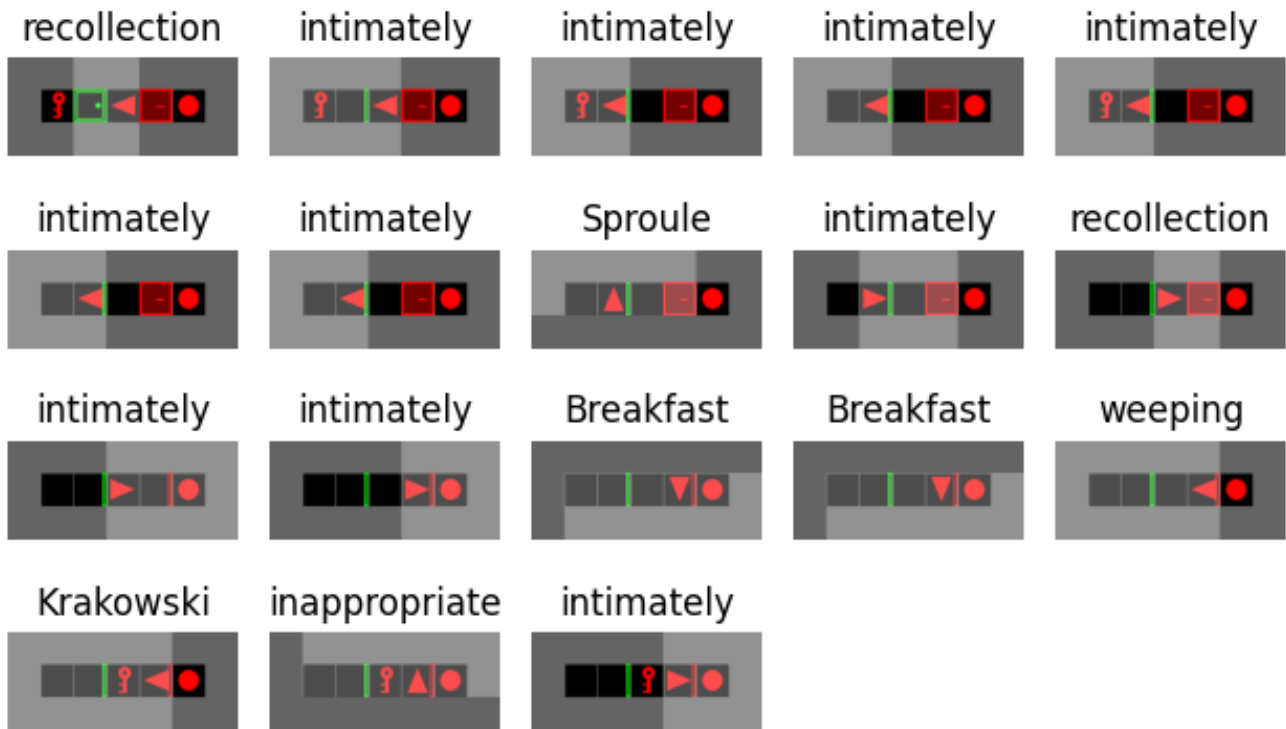 recollection intimately intimately intimately intimately
intimately intimately Sproule intimately recollection
intimately intimately Breakfast Breakfast weeping
Krakowski inappropriate intimately